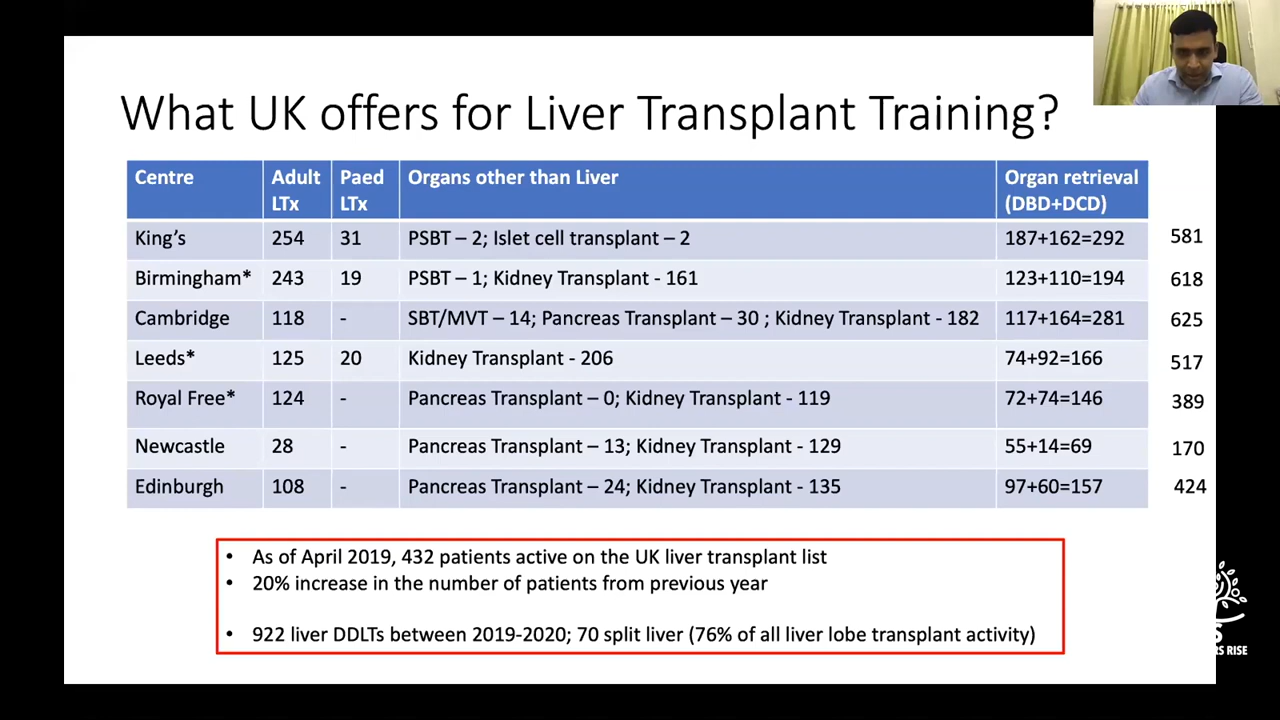 What UK offers for Liver Transplant Training?
Centre Adult LTx Paed LTx Organs other than Liver Organ retrieval (DBD+DCD)
King's 254 31 PSBT – 2; Islet cell transplant – 2 187+162=292 581
Birmingham* 243 19 PSBT – 1; Kidney Transplant - 161 123+110=194 618
Cambridge 118 - SBT/MVT – 14; Pancreas Transplant – 30 ; Kidney Transplant - 182 117+164=281 625
Leeds* 125 20 Kidney Transplant - 206 74+92=166 517
Royal Free* 124 - Pancreas Transplant – 0; Kidney Transplant - 119 72+74=146 389
Newcastle 28 - Pancreas Transplant – 13; Kidney Transplant - 129 55+14=69 170
Edinburgh 108 - Pancreas Transplant – 24; Kidney Transplant - 135 97+60=157 424
• As of April 2019, 432 patients active on the UK liver transplant list
• 20% increase in the number of patients from previous year
• 922 liver DDLTs between 2019-2020; 70 split liver (76% of all liver lobe transplant activity)
RISE